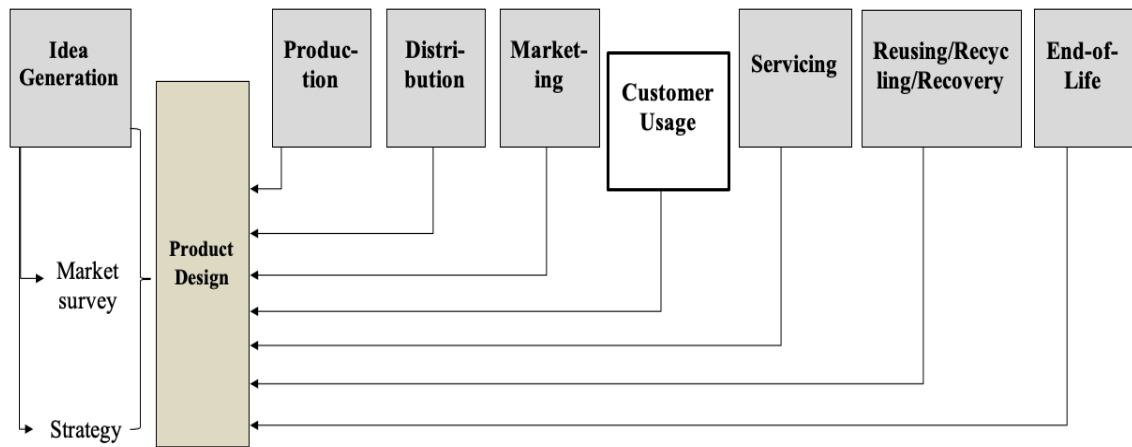 Idea
Generation
Produc-
tion
Distri-
bution
Market-
ing
Customer
Usage
Servicing
Reusing/Recyc
ling/Recovery
End-of-
Life
Product
Design
Market
survey
Strategy